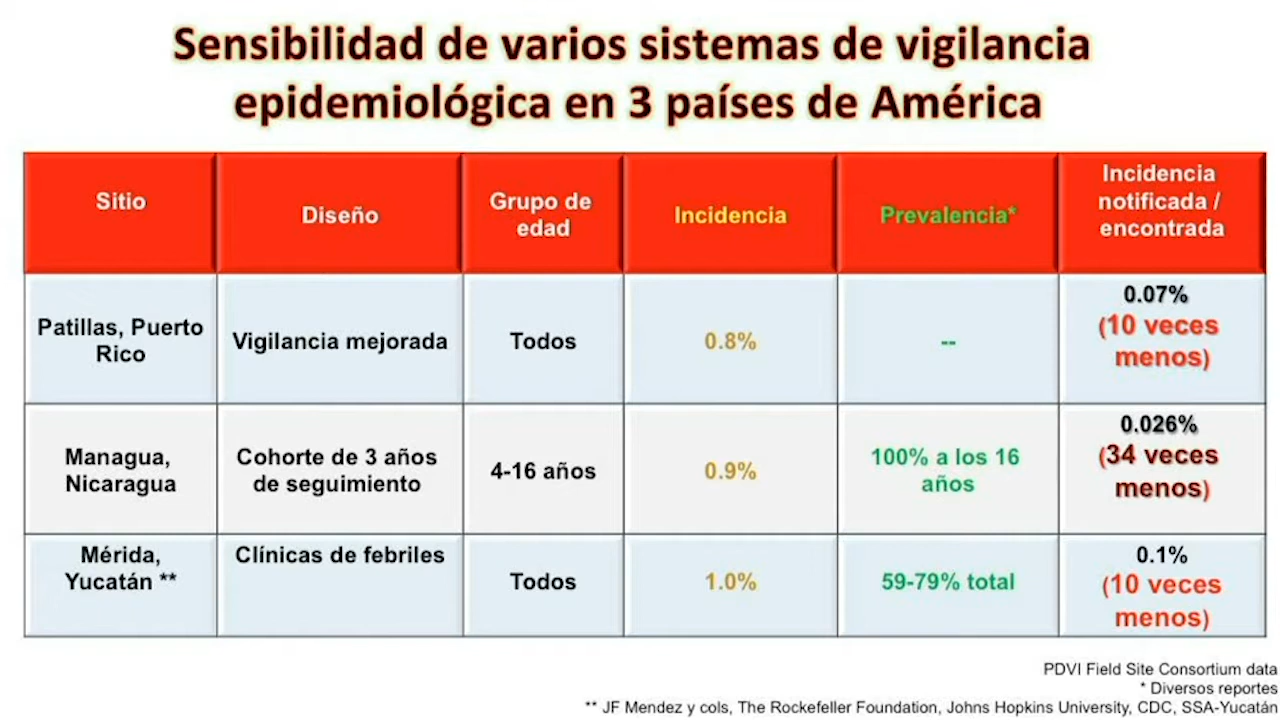 Sensibilidad de varios sistemas de vigilancia
epidemiológica en 3 países de América
Sitio
Diseño
Grupo de
edad
Incidencia
Prevalencia*
Incidencia
notificada /
encontrada
Patillas, Puerto
Rico
Vigilancia mejorada
Todos
0.8%
--
0.07%
(10 veces
menos)
Managua,
Nicaragua
Cohorte de 3 años
de seguimiento
4-16 años
0.9%
100% a los 16
años
0.026%
(34 veces
menos)
Mérida,
Yucatán **
Clínicas de febriles
Todos
1.0%
59-79% total
0.1%
(10 veces
menos)
PDVI Field Site Consortium data
* Diversos reportes
** JF Mendez y cols, The Rockefeller Foundation, Johns Hopkins University, CDC, SSA-Yucatán